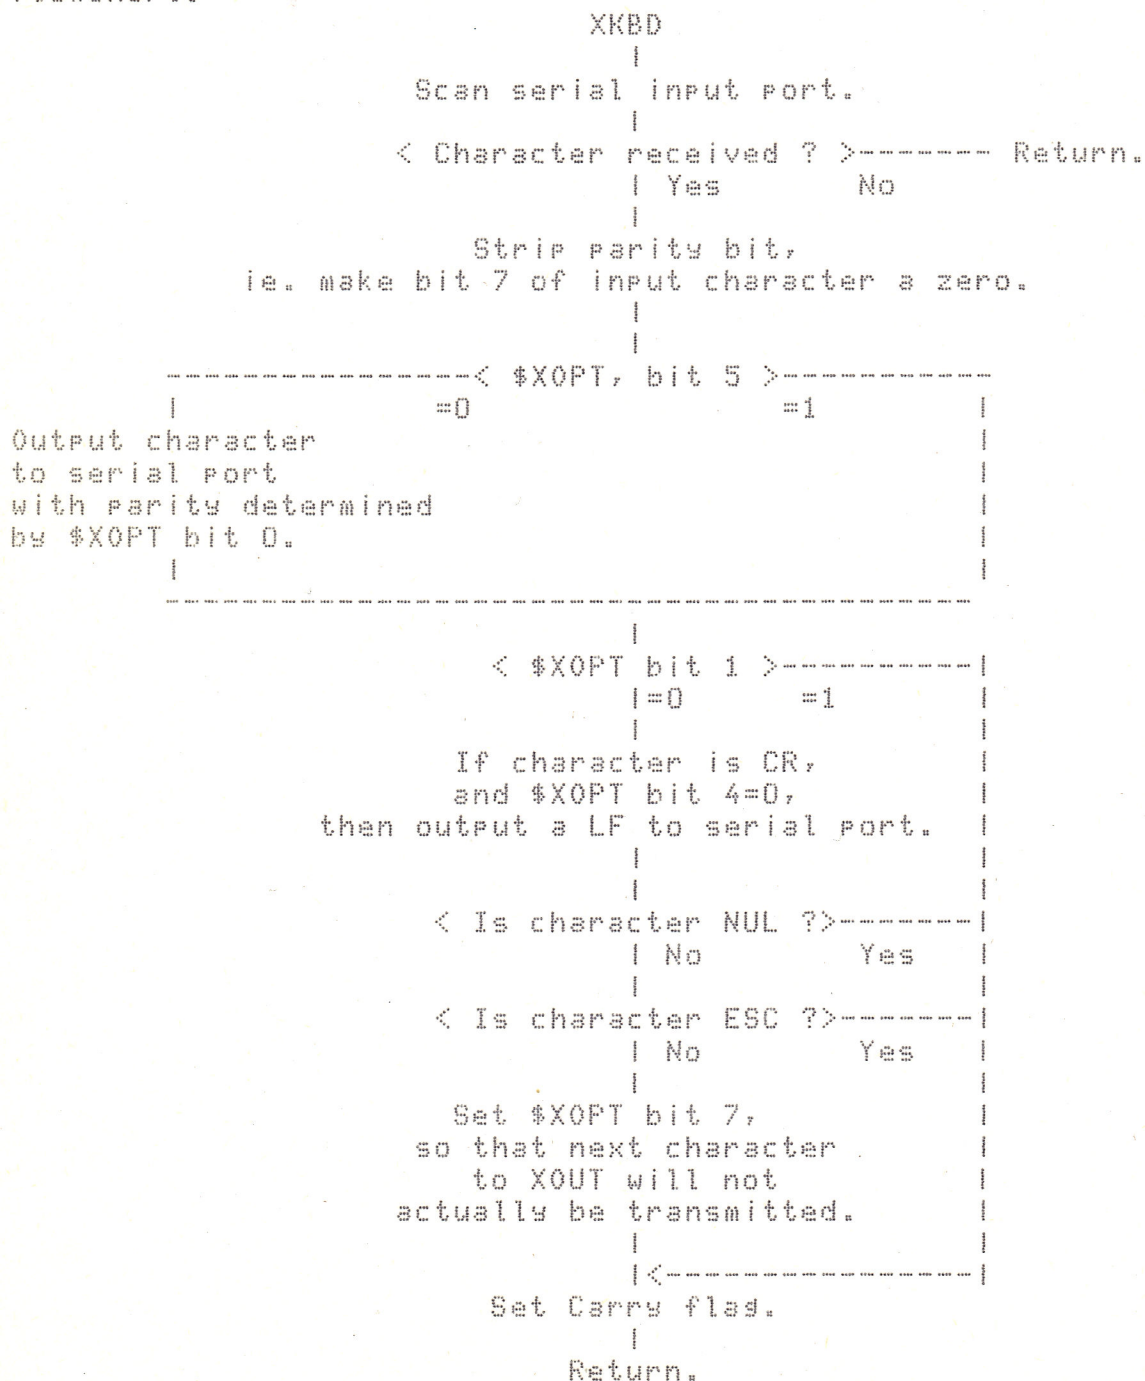 XKBD
|
Scan serial input port.
|
< Character received ? >------- Return.
| Yes No
|
Strip parity bit,
ie. make bit 7 of input character a zero.
|
|
----------------< $XOPT, bit 5 >-----------
| =0 =1 |
Output character |
to serial port |
with parity determined |
by $XOPT bit 0. |
| |
------------------------------------------
|
< $XOPT bit 1 >----------|
|=0 =1 |
| |
If character is CR, |
and $XOPT bit 4=0, |
then output a LF to serial port. |
| |
| |
< Is character NUL ?>-------|
| No Yes |
| |
< Is character ESC ?>-------|
| No Yes |
| |
Set $XOPT bit 7, |
so that next character |
to XOUT will not |
actually be transmitted. |
| |
|<----------------|
Set Carry flag.
|
Return.